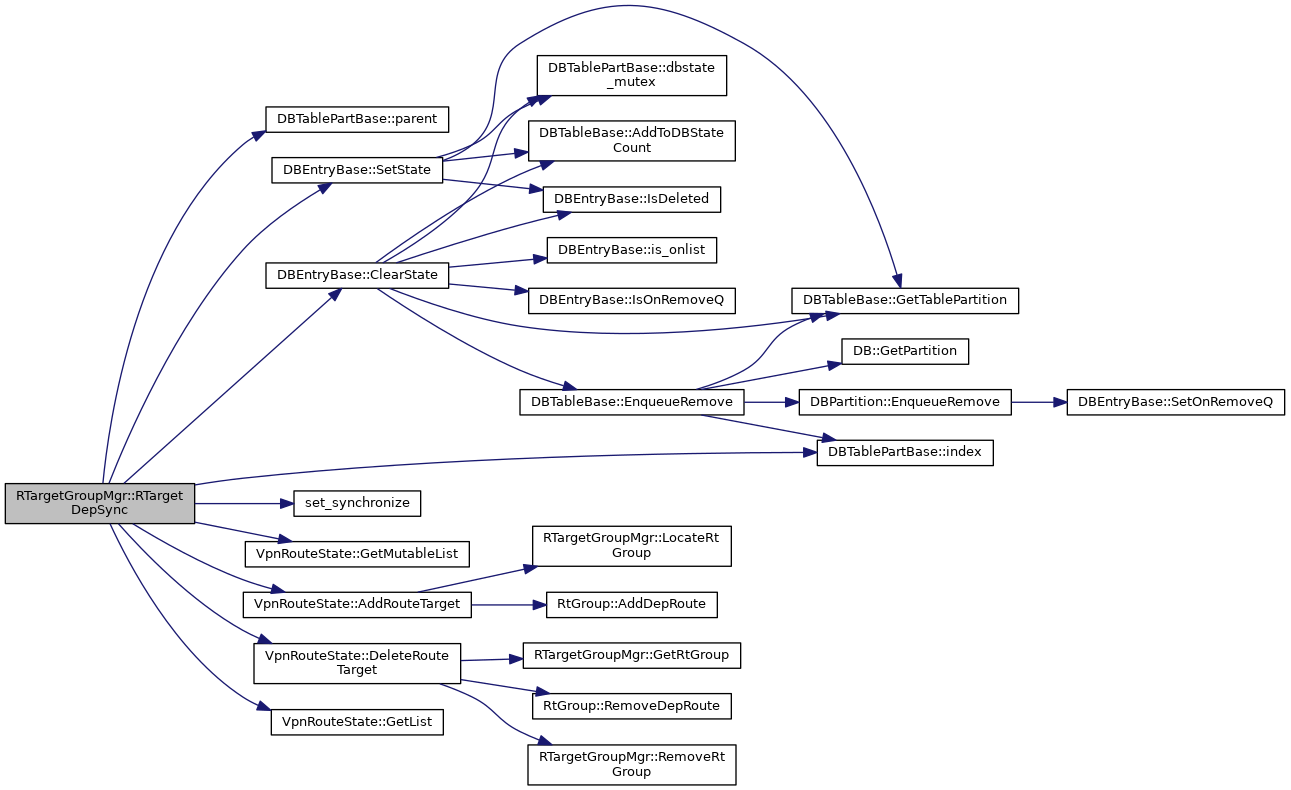 DBTablePartBase::dbstate
_mutex
DBTablePartBase::parent
DBTableBase::AddToDBState
Count
DBEntryBase::SetState
DBEntryBase::IsDeleted
DBEntryBase::is_onlist
DBEntryBase::ClearState
DBEntryBase::IsOnRemoveQ
DBTableBase::GetTablePartition
DB::GetPartition
DBTableBase::EnqueueRemove
DBPartition::EnqueueRemove
DBEntryBase::SetOnRemoveQ
DBTablePartBase::index
RTargetGroupMgr::RTarget
DepSync
set_synchronize
VpnRouteState::GetMutableList
RTargetGroupMgr::LocateRt
Group
VpnRouteState::AddRouteTarget
RtGroup::AddDepRoute
VpnRouteState::DeleteRoute
Target
RTargetGroupMgr::GetRtGroup
RtGroup::RemoveDepRoute
VpnRouteState::GetList
RTargetGroupMgr::RemoveRt
Group